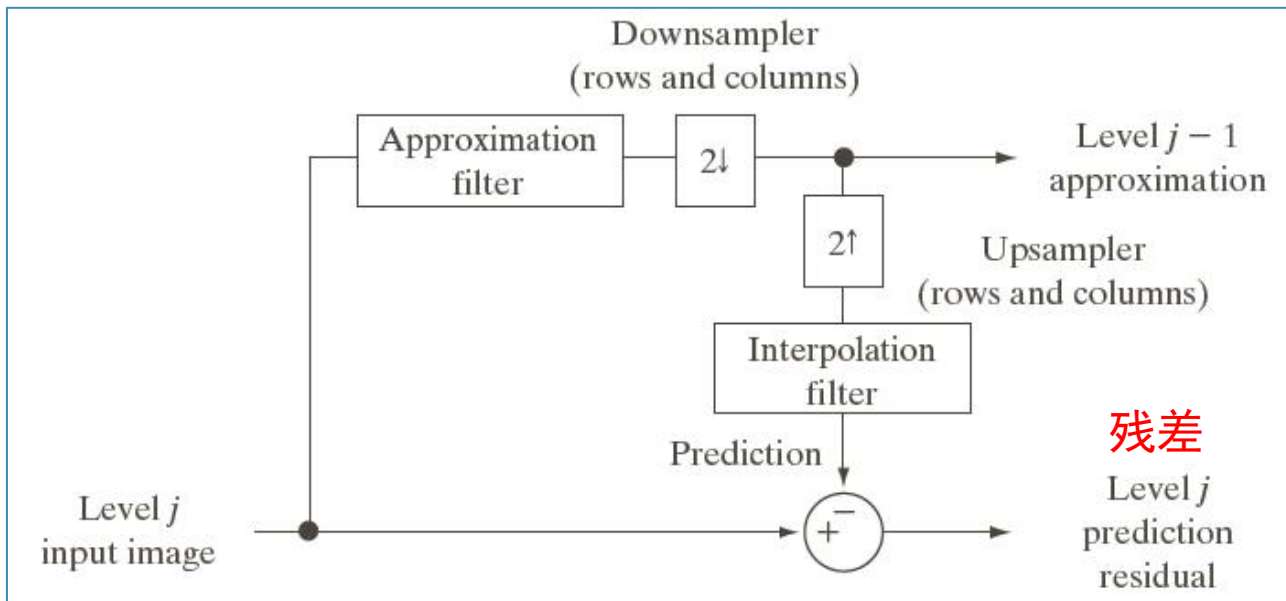 Downsampler
(rows and columns)
Approximation
filter
2↓
Level j − 1
approximation
2↑
Upsampler
(rows and columns)
Interpolation
filter
Prediction
残差
Level j
input image
+
−
Level j
prediction
residual